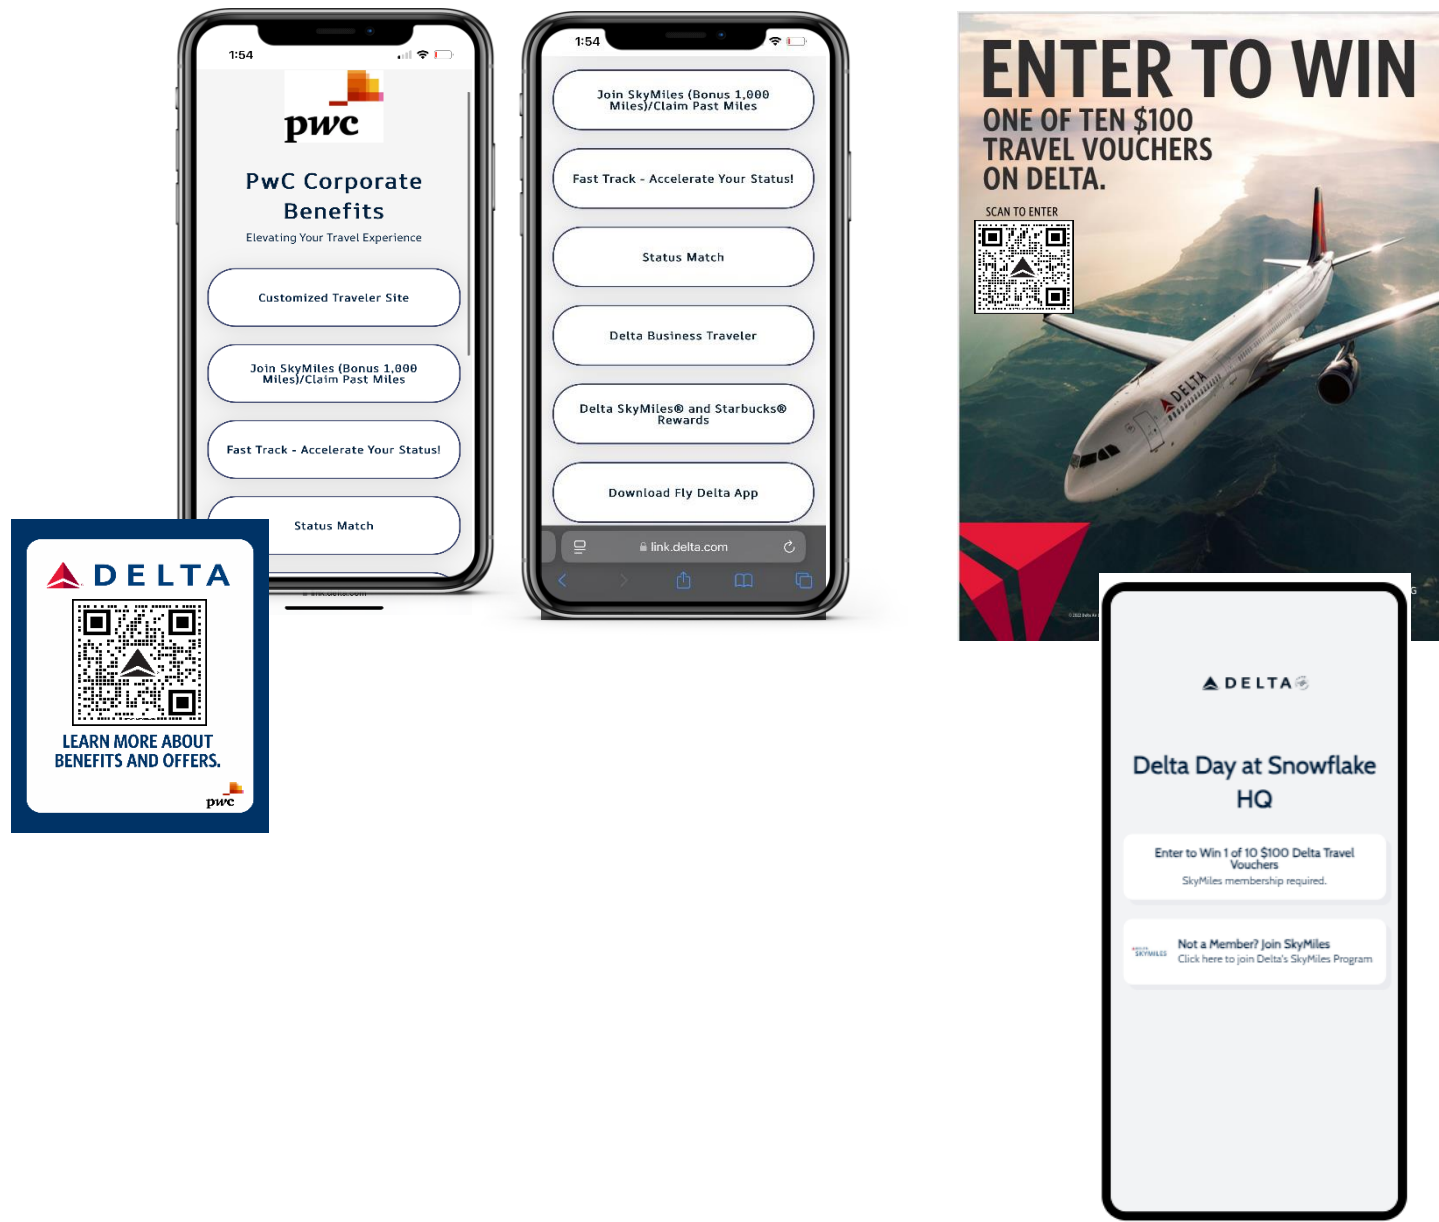 1:54
pwc
PwC Corporate
Benefits
Elevating Your Travel Experience
Customized Traveler Site
Join SkyMiles (Bonus 1,000
Miles)/Claim Past Miles
Fast Track - Accelerate Your Status!
Status Match
1:54
Join SkyMiles (Bonus 1,000
Miles)/Claim Past Miles
Fast Track - Accelerate Your Status!
Status Match
Delta Business Traveler
Delta SkyMiles® and Starbucks®
Rewards
Download Fly Delta App
link.delta.com
DELTA
LEARN MORE ABOUT
BENEFITS AND OFFERS.
pwc
ENTER TO WIN
ONE OF TEN $100
TRAVEL VOUCHERS
ON DELTA.
SCAN TO ENTER
DELTA
DELTA
Delta Day at Snowflake
HQ
Enter to Win 1 of 10 $100 Delta Travel
Vouchers
SkyMiles membership required.
SKYMILES
Not a Member? Join SkyMiles
Click here to join Delta's SkyMiles Program